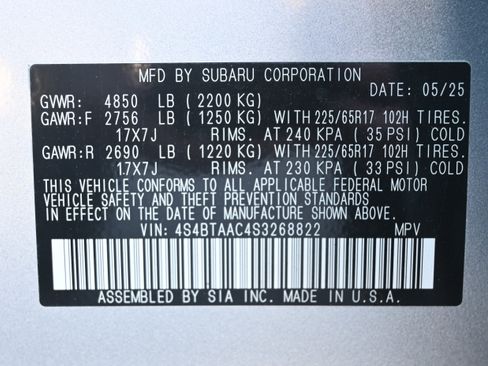 MFD BY SUBARU CORPORATION
DATE: 05/25
GVWR: 4850 LB (2200 KG)
GAWR:F 2756 LB (1250 KG) WITH 225/65R17 102H TIRES.
17X7J RIMS. AT 240 KPA (35 PSI) COLD
GAWR:R 2690 LB (1220 KG) WITH 225/65R17 102H TIRES.
17X7J RIMS. AT 230 KPA (33 PSI) COLD
THIS VEHICLE CONFORMS TO ALL APPLICABLE FEDERAL MOTOR
VEHICLE SAFETY AND THEFT PREVENTION STANDARDS
IN EFFECT ON THE DATE OF MANUFACTURE SHOWN ABOVE.
VIN: 4S4BTAAC4S3268822 MPV
ASSEMBLED BY SIA INC. MADE IN U.S.A.